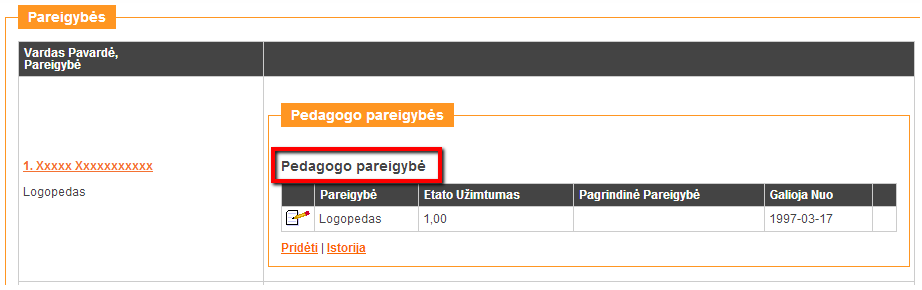 Pareigybės
Vardas Pavardė,
Pareigybė
1. Xxxxx Xxxxxxxxxxx
Logopedas
Pedagogo pareigybės
Pedagogo pareigybė
Pareigybė Etato Užimtumas Pagrindinė Pareigybė Galioja Nuo
Logopedas 1,00 1997-03-17
Pridėti | Istorija